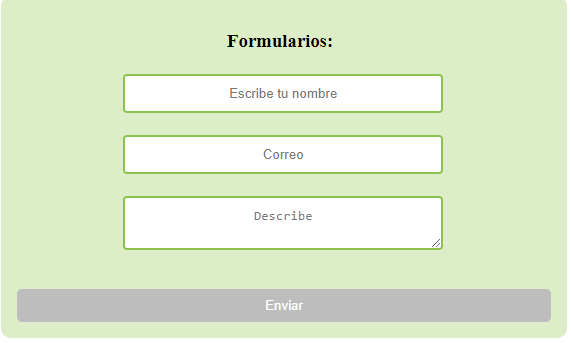 Formularios:
Escribe tu nombre
Correo
Describe
Enviar